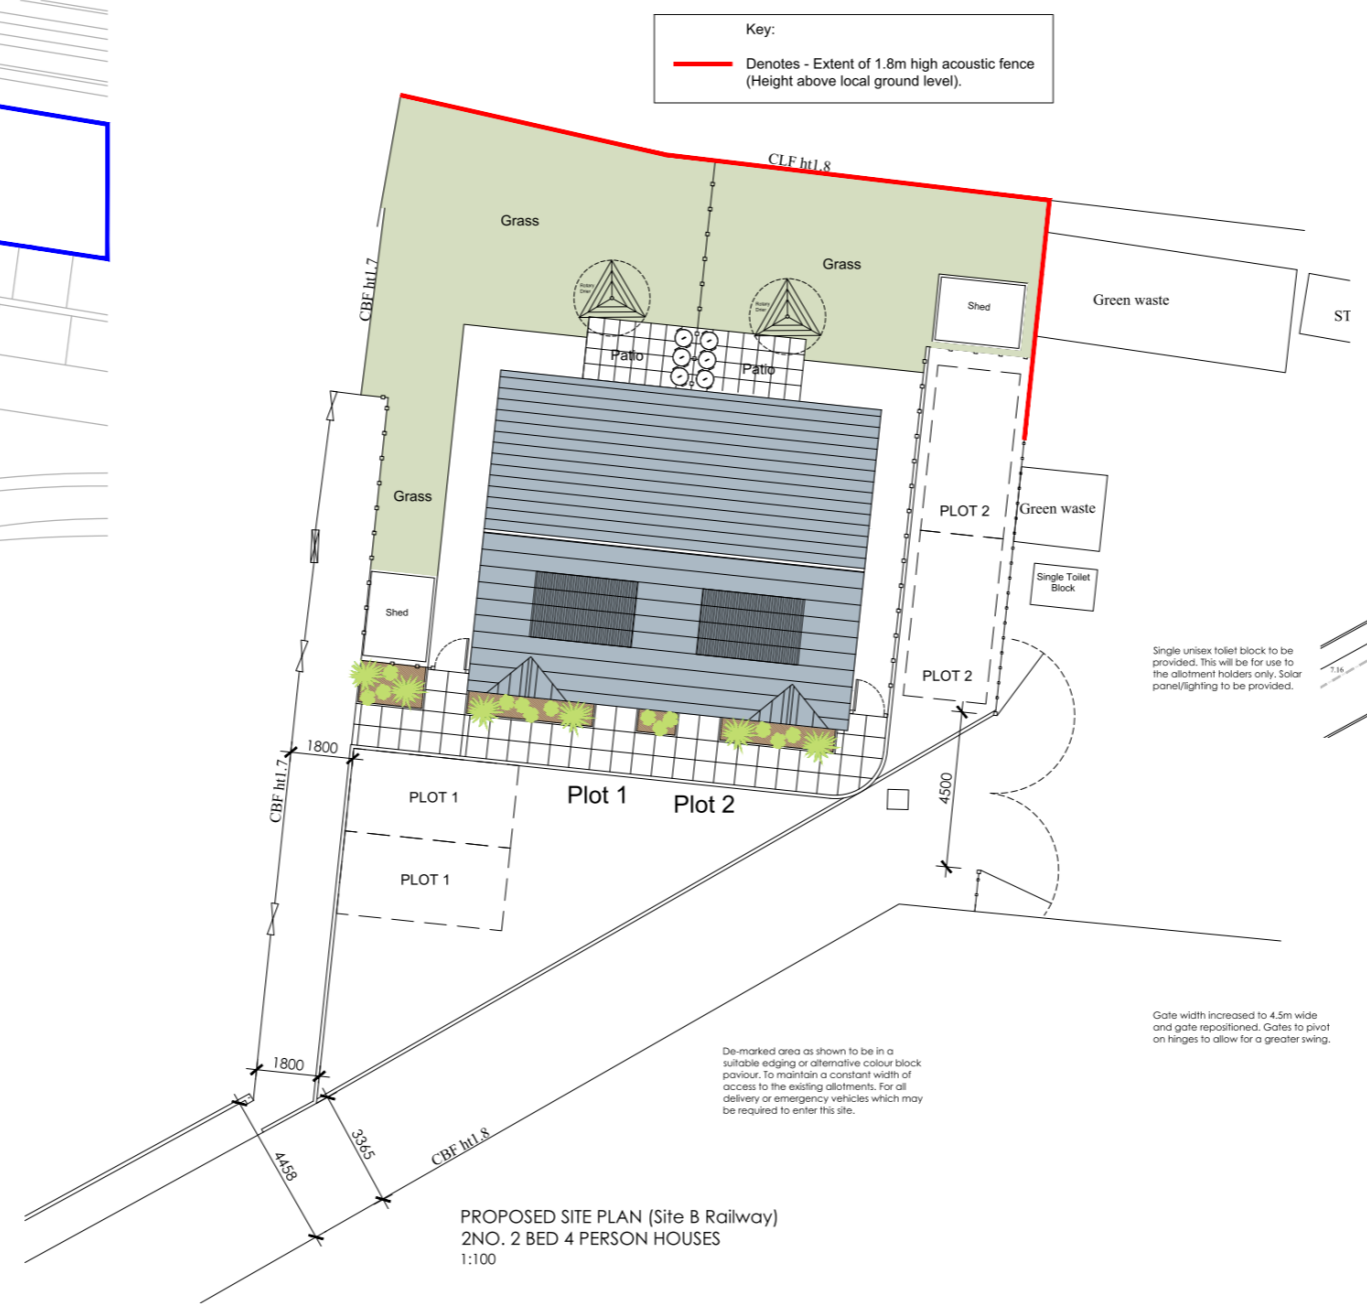 Key:
Denotes - Extent of 1.8m high acoustic fence
(Height above local ground level).
CLF ht1.8
Grass
Grass
CBF ht1.7
Rotary
Drier
Rotary
Drier
Shed
Green waste
ST
Patio
Patio
Grass
PLOT 2
Green waste
Single Toilet
Block
Shed
PLOT 2
Single unisex toilet block to be
provided. This will be for use to
the allotment holders only. Solar
panel/lighting to be provided.
7.16
1800
CBF ht1.7
PLOT 1
Plot 1
Plot 2
4500
PLOT 1
Gate width increased to 4.5m wide
and gate repositioned. Gates to pivot
on hinges to allow for a greater swing.
De-marked area as shown to be in a
suitable edging or alternative colour block
paviour. To maintain a constant width of
access to the existing allotments. For all
delivery or emergency vehicles which may
be required to enter this site.
1800
3365
4458
CBF ht1.8
PROPOSED SITE PLAN (Site B Railway)
2NO. 2 BED 4 PERSON HOUSES
1:100